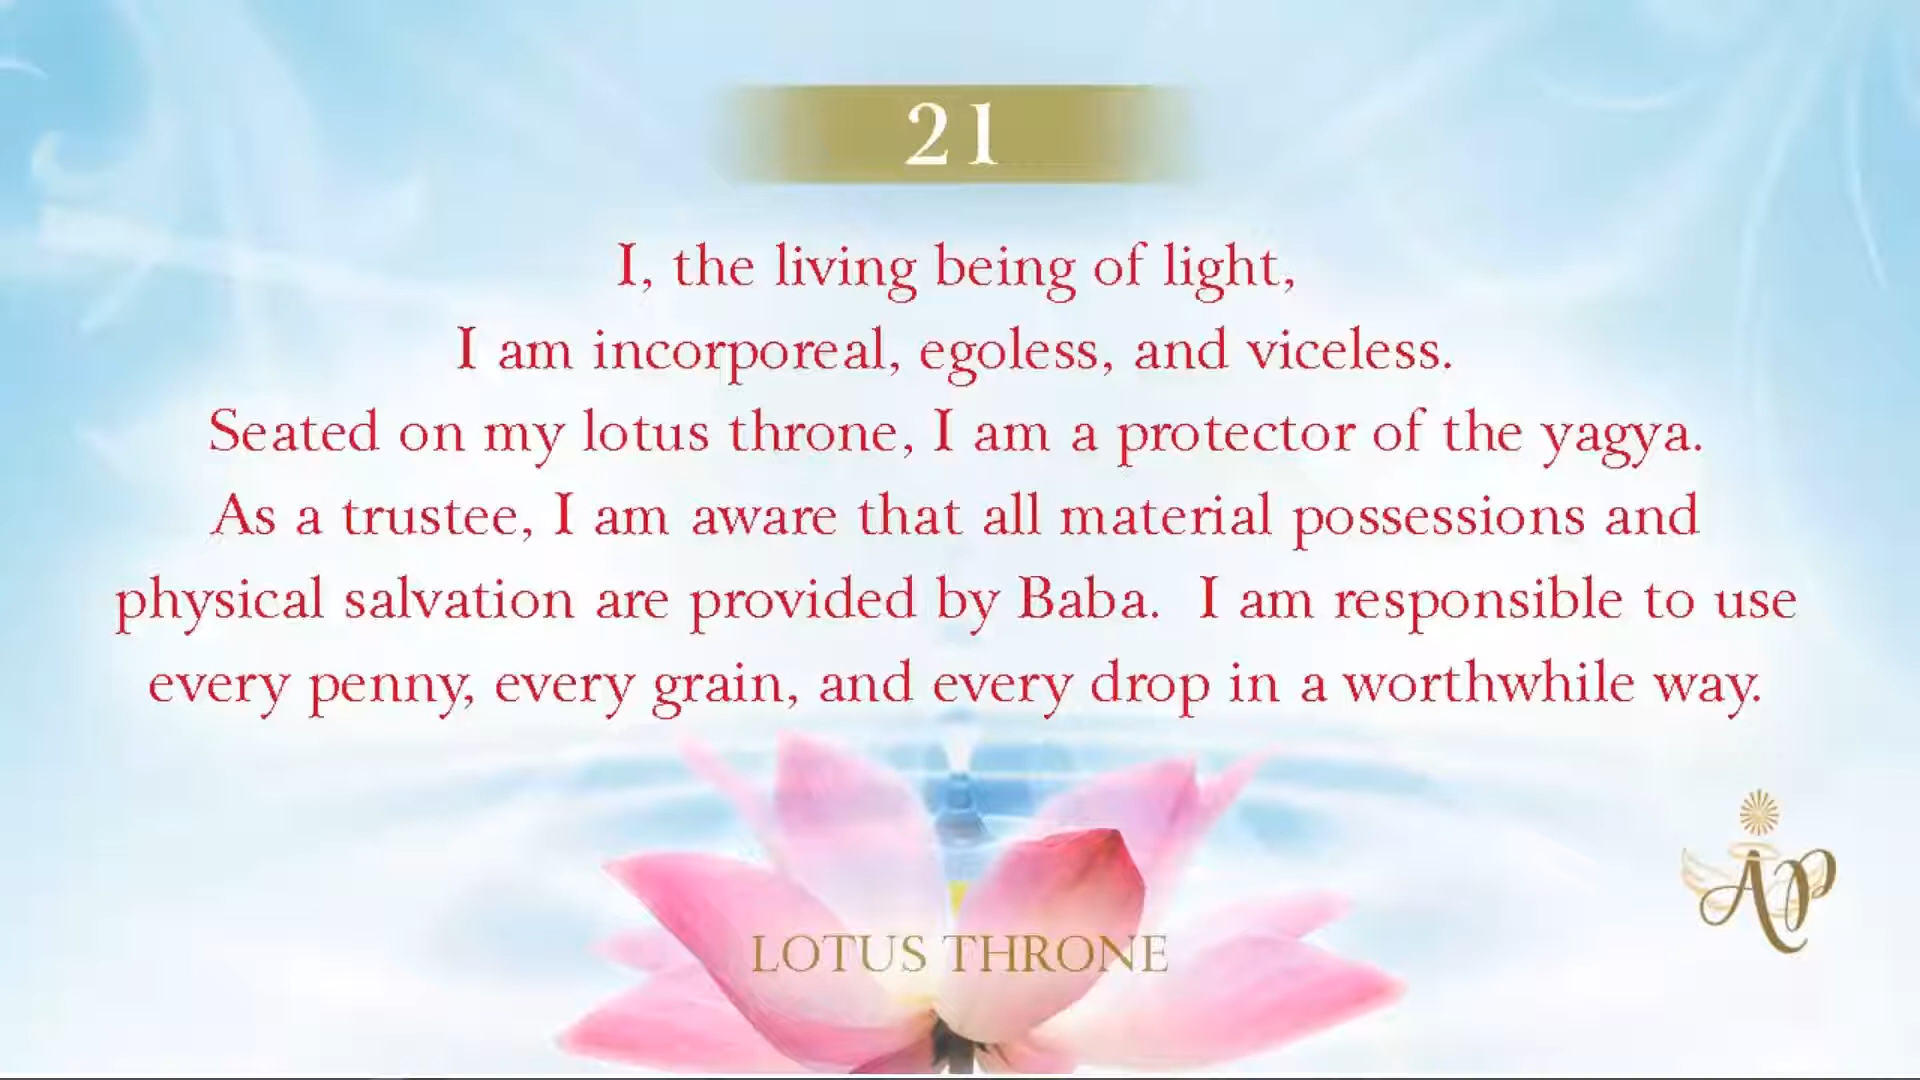 21
I, the living being of light,
I am incorporeal, egoless, and viceless.
Seated on my lotus throne, I am a protector of the yagya.
As a trustee, I am aware that all material possessions and
physical salvation are provided by Baba.  I am responsible to use
every penny, every grain, and every drop in a worthwhile way.
AP
LOTUS THRONE